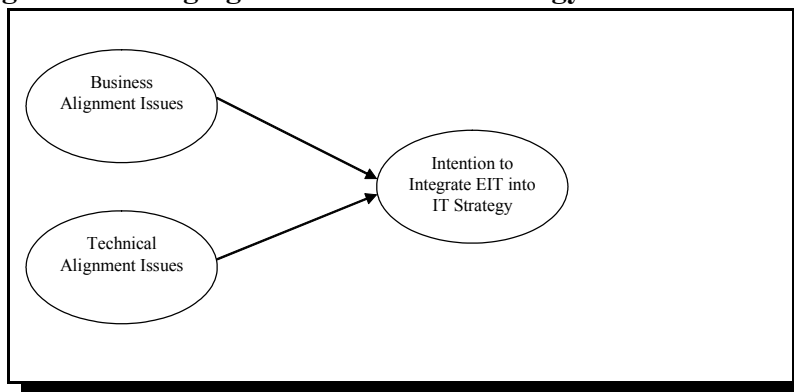 Business
Alignment Issues
Intention to
Integrate EIT into
IT Strategy
Technical
Alignment Issues